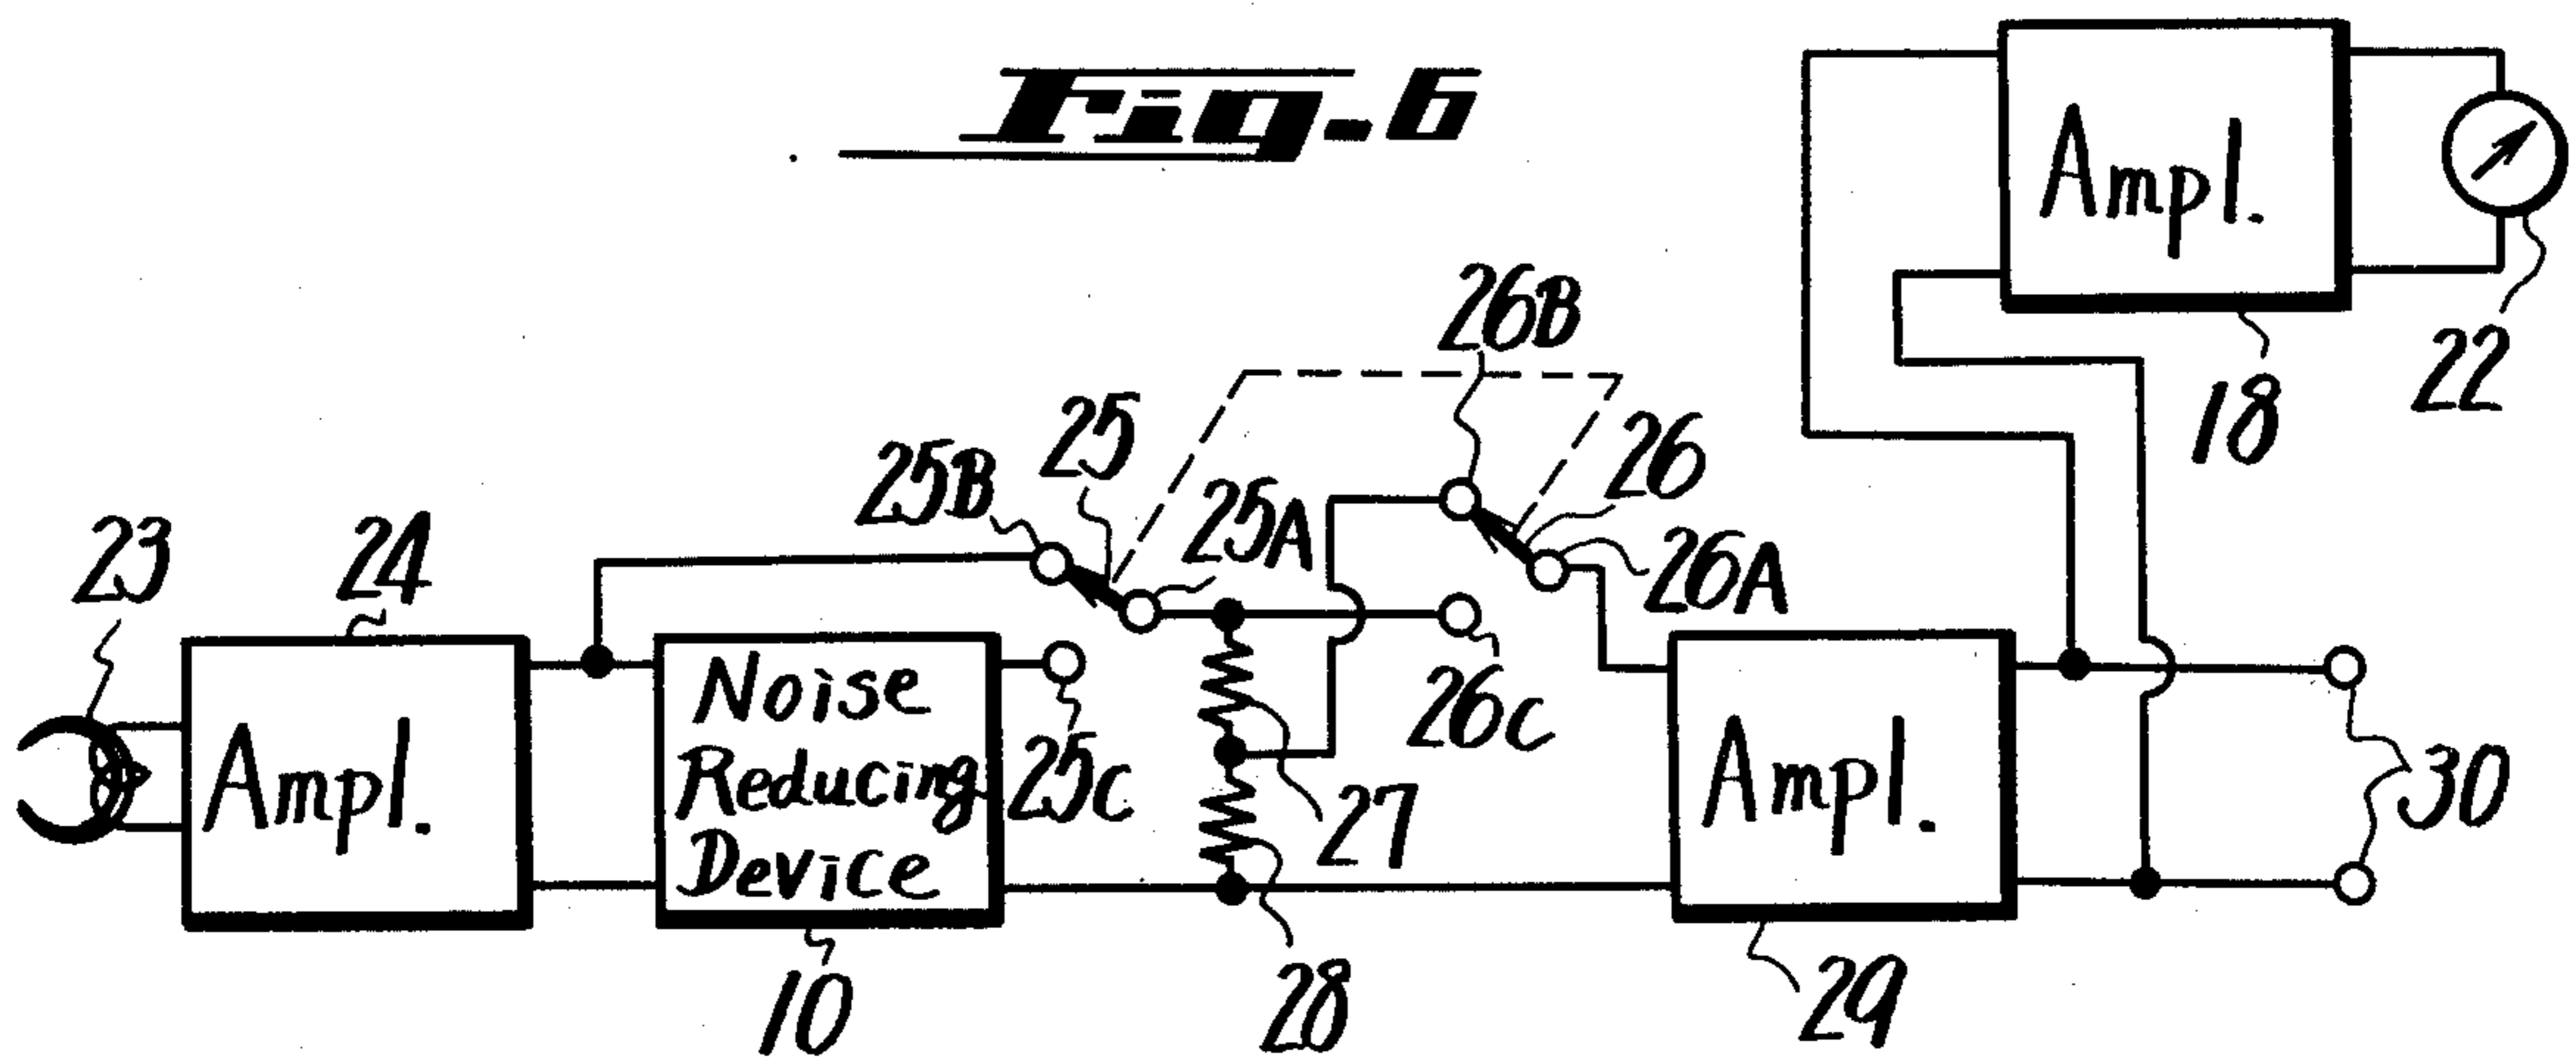 Fig-6
Ampl.
22
18
26B
25
25B
25A
26
26A
23
24
Ampl.
Noise
Reducing
Device
25C
26C
27
28
10
Ampl.
29
30